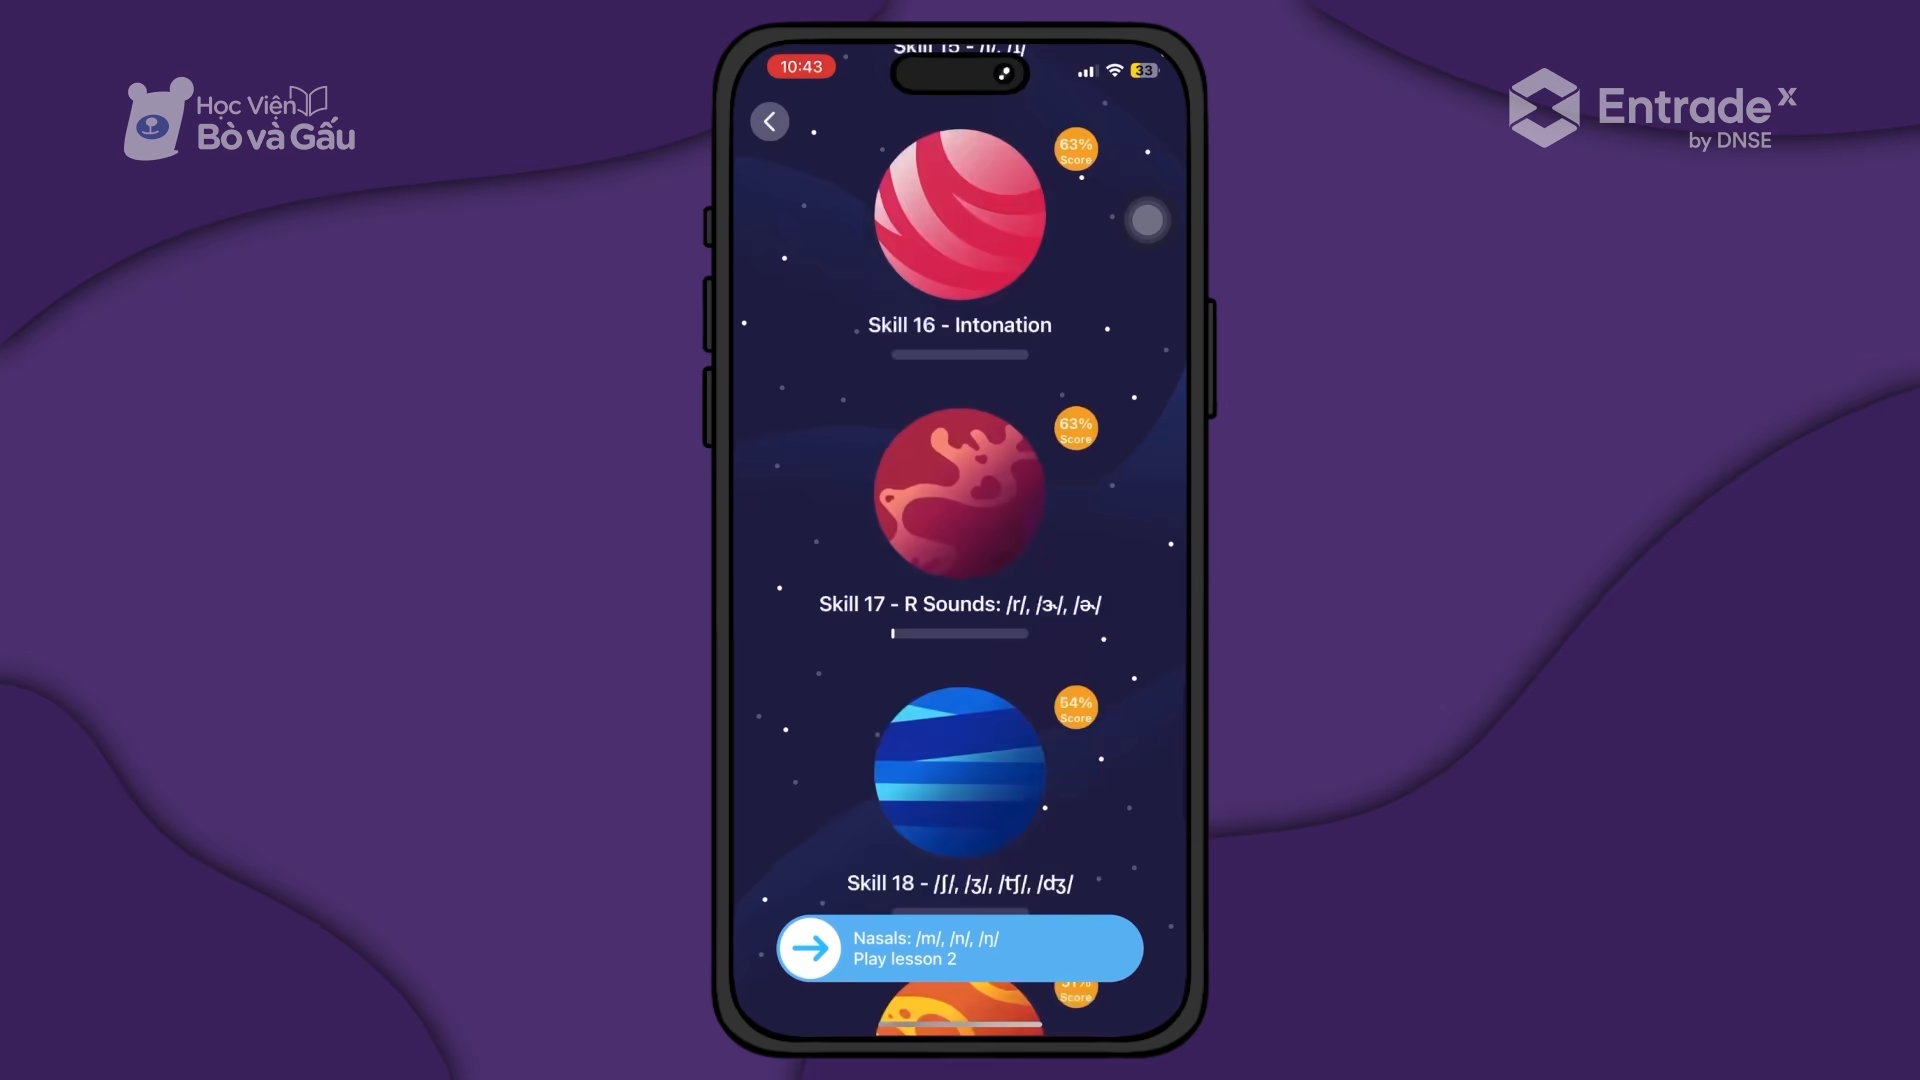 Học Viện
Bò và Gấu
Entrade X
by DNSE
10:43
33
63%
Score
Skill 16 - Intonation
63%
Score
Skill 17 - R Sounds: /r/, /ɝ/, /ɚ/
54%
Score
Skill 18 - /ʃ/, /ʒ/, /tʃ/, /dʒ/
Nasals: /m/, /n/, /ŋ/
Play lesson 2
Score